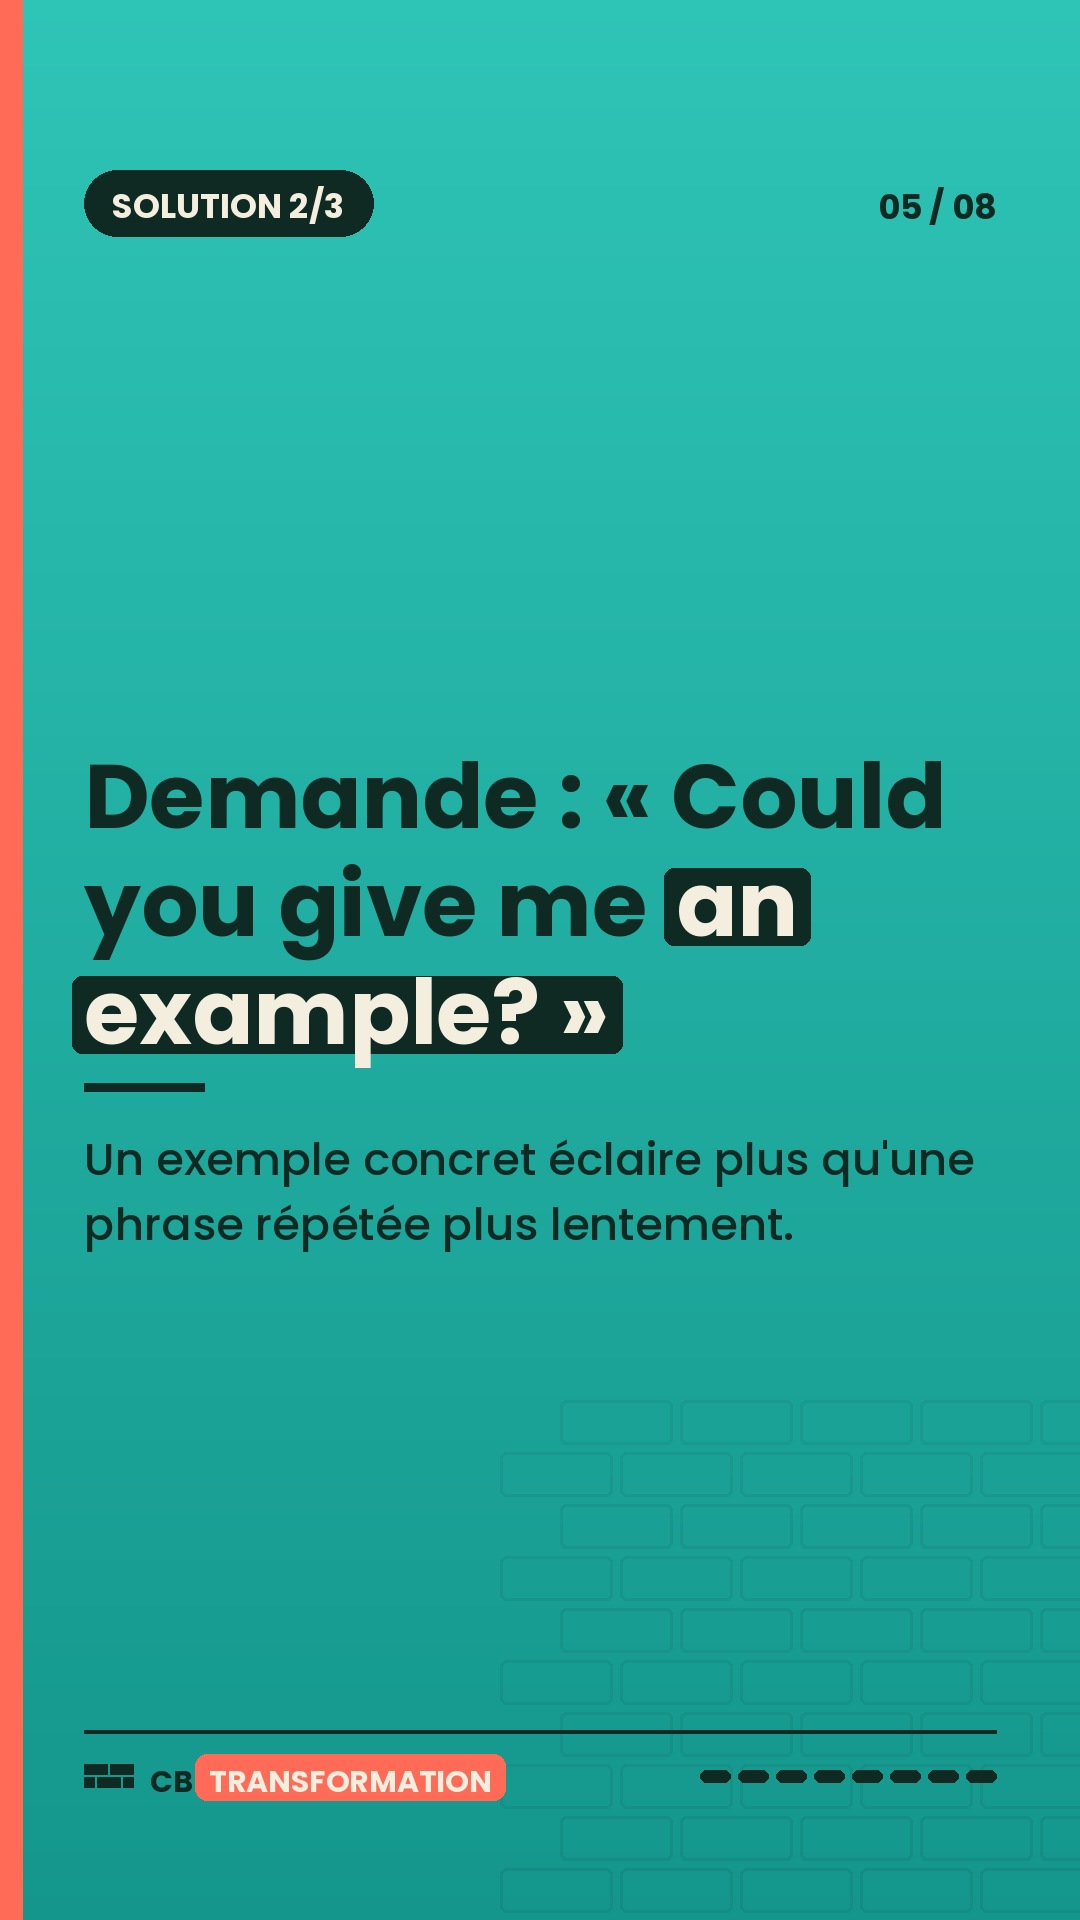 SOLUTION 2/3
05 / 08
Demande : « Could
you give me an
example? »
Un exemple concret éclaire plus qu'une
phrase répétée plus lentement.
CB TRANSFORMATION